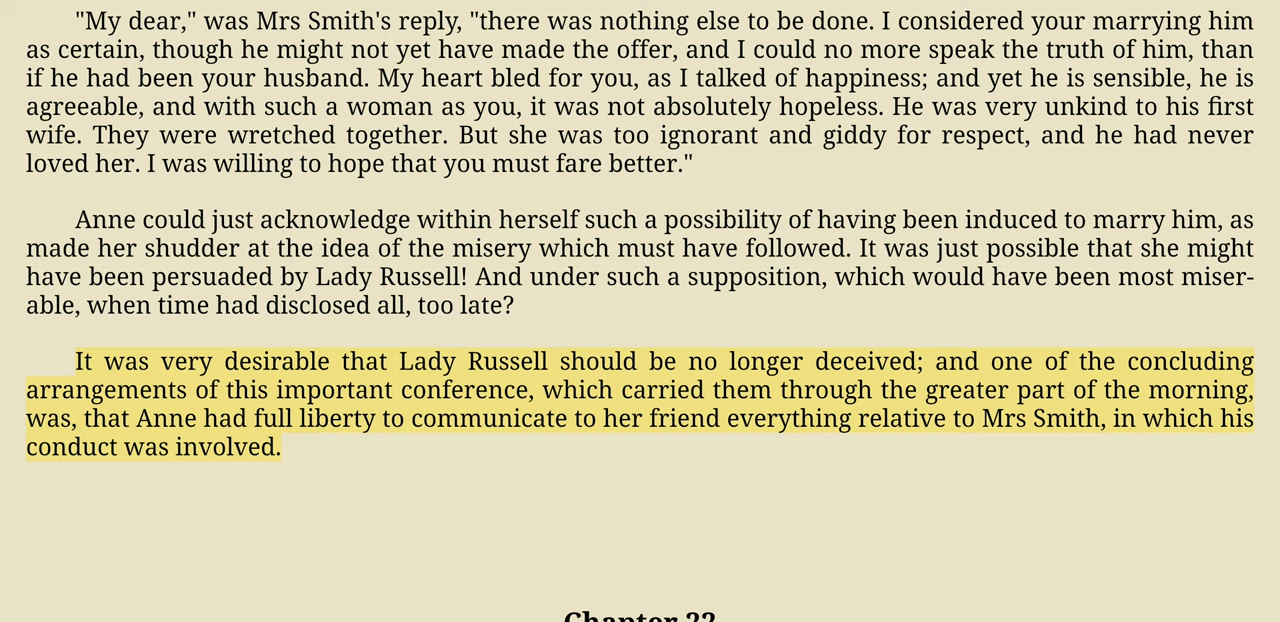 "My dear," was Mrs Smith's reply, "there was nothing else to be done. I considered your marrying him
as certain, though he might not yet have made the offer, and I could no more speak the truth of him, than
if he had been your husband. My heart bled for you, as I talked of happiness; and yet he is sensible, he is
agreeable, and with such a woman as you, it was not absolutely hopeless. He was very unkind to his first
wife. They were wretched together. But she was too ignorant and giddy for respect, and he had never
loved her. I was willing to hope that you must fare better."
Anne could just acknowledge within herself such a possibility of having been induced to marry him, as
made her shudder at the idea of the misery which must have followed. It was just possible that she might
have been persuaded by Lady Russell! And under such a supposition, which would have been most miser-
able, when time had disclosed all, too late?
It was very desirable that Lady Russell should be no longer deceived; and one of the concluding
arrangements of this important conference, which carried them through the greater part of the morning,
was, that Anne had full liberty to communicate to her friend everything relative to Mrs Smith, in which his
conduct was involved.
Chapter 22